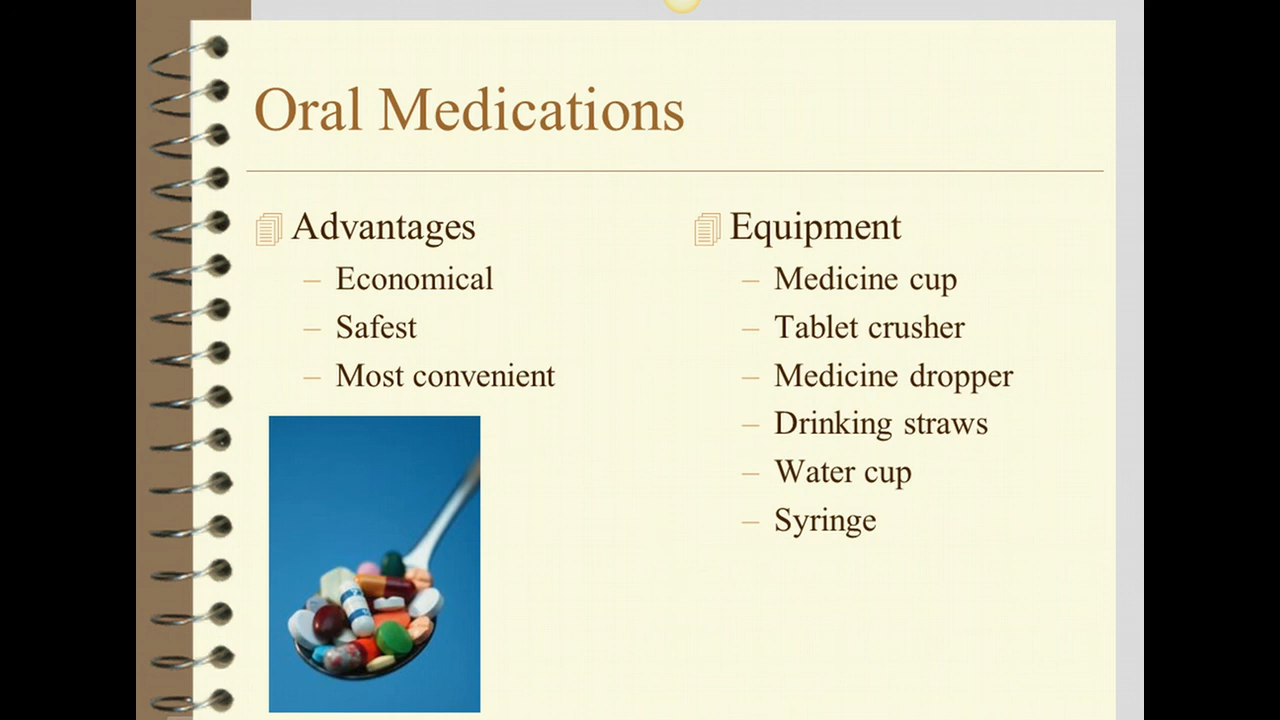 Oral Medications
Advantages
– Economical
– Safest
– Most convenient
Equipment
– Medicine cup
– Tablet crusher
– Medicine dropper
– Drinking straws
– Water cup
– Syringe